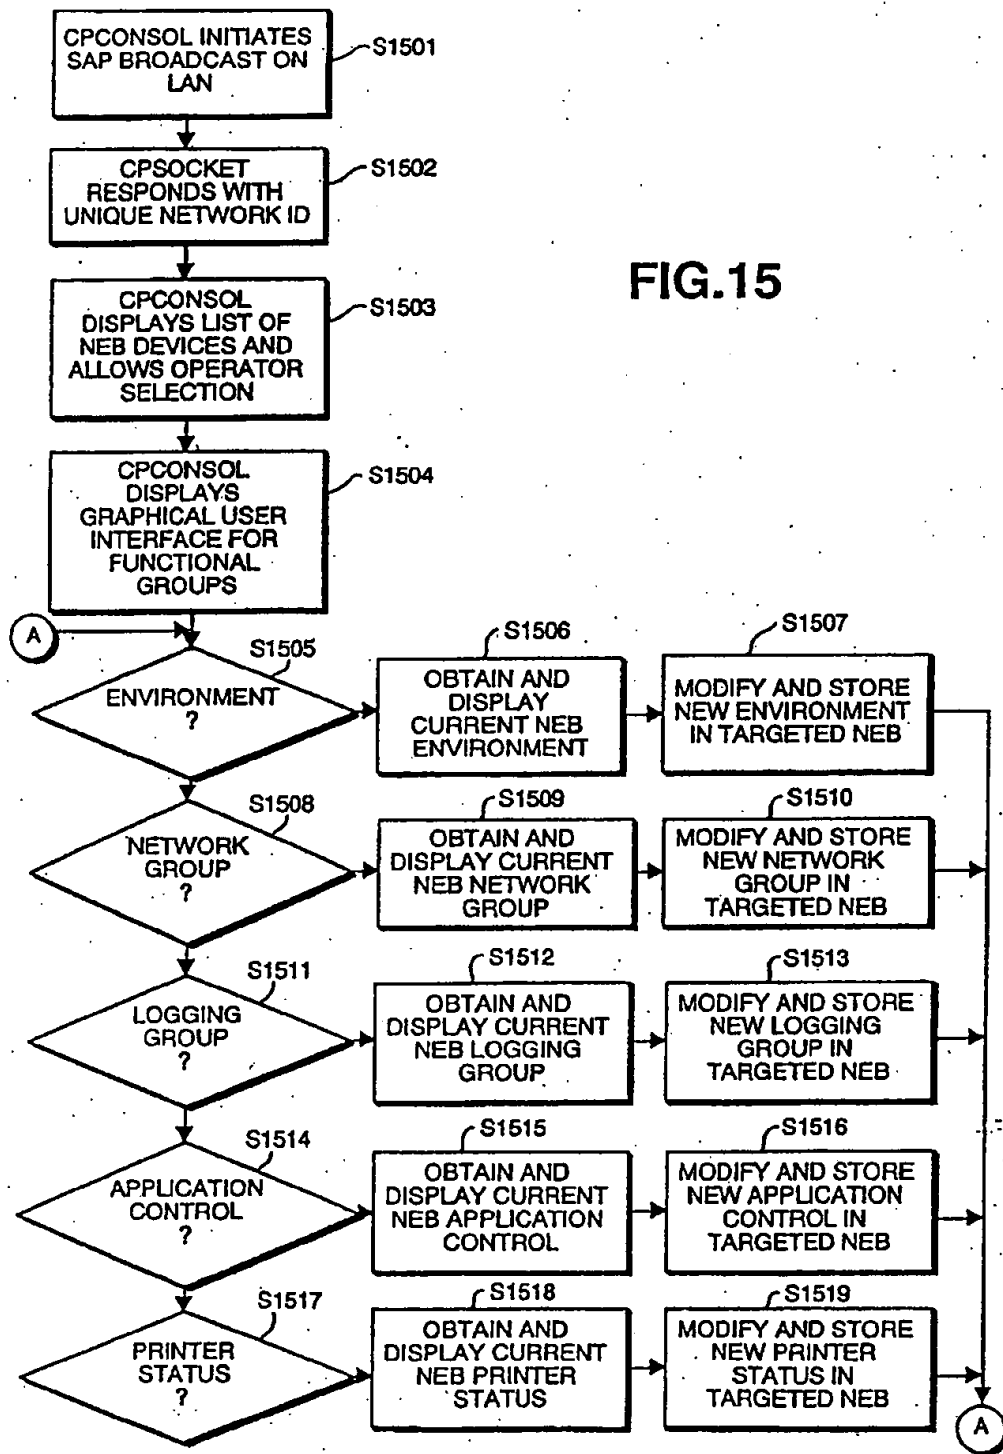 CPCONSOL INITIATES
SAP BROADCAST ON
LAN
S1501
CPSOCKET
RESPONDS WITH
UNIQUE NETWORK ID
S1502
FIG.15
CPCONSOL
DISPLAYS LIST OF
NEB DEVICES AND
ALLOWS OPERATOR
SELECTION
S1503
CPCONSOL
DISPLAYS
GRAPHICAL USER
INTERFACE FOR
FUNCTIONAL
GROUPS
S1504
A
ENVIRONMENT
?
S1505
OBTAIN AND
DISPLAY
CURRENT NEB
ENVIRONMENT
S1506
MODIFY AND STORE
NEW ENVIRONMENT
IN TARGETED NEB
S1507
NETWORK
GROUP
?
S1508
OBTAIN AND
DISPLAY CURRENT
NEB NETWORK
GROUP
S1509
MODIFY AND STORE
NEW NETWORK
GROUP IN
TARGETED NEB
S1510
LOGGING
GROUP
?
S1511
OBTAIN AND
DISPLAY CURRENT
NEB LOGGING
GROUP
S1512
MODIFY AND STORE
NEW LOGGING
GROUP IN
TARGETED NEB
S1513
APPLICATION
CONTROL
?
S1514
OBTAIN AND
DISPLAY CURRENT
NEB APPLICATION
CONTROL
S1515
MODIFY AND STORE
NEW APPLICATION
CONTROL IN
TARGETED NEB
S1516
PRINTER
STATUS
?
S1517
OBTAIN AND
DISPLAY CURRENT
NEB PRINTER
STATUS
S1518
MODIFY AND STORE
NEW PRINTER
STATUS IN
TARGETED NEB
S1519
A